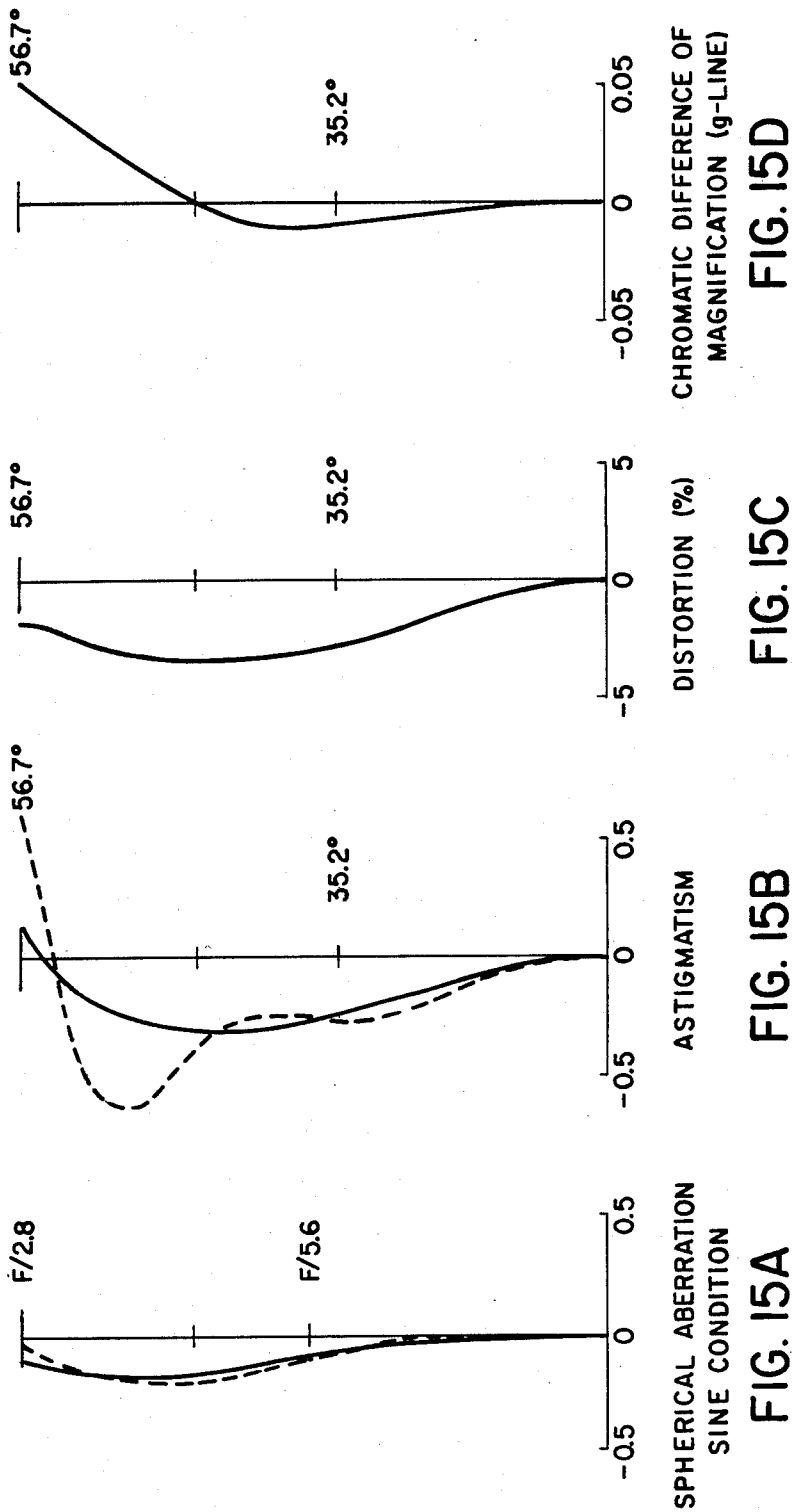 F/2.8
F/5.6
-0.5 0 0.5
SPHERICAL ABERRATION
SINE CONDITION
FIG. 15A
56.7°
35.2°
-0.5 0 0.5
ASTIGMATISM
FIG. 15B
56.7°
35.2°
-5 0 5
DISTORTION (%)
FIG. 15C
56.7°
35.2°
-0.05 0 0.05
CHROMATIC DIFFERENCE OF
MAGNIFICATION (g-LINE)
FIG. 15D